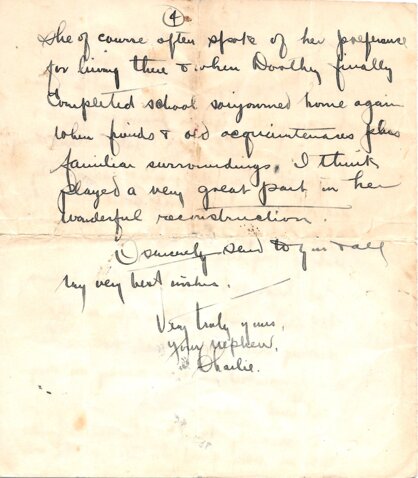 4
She of course often spoke of her preference
for living there & when Dorothy finally
completed school sojourned home again
when friends & old acquaintenances plus
familiar surroundings, I think
played a very great part in her
wonderful reconstruction.
I sincerely send to you & all
my very best wishes.
Very truly yours,
your nephew,
Charlie.